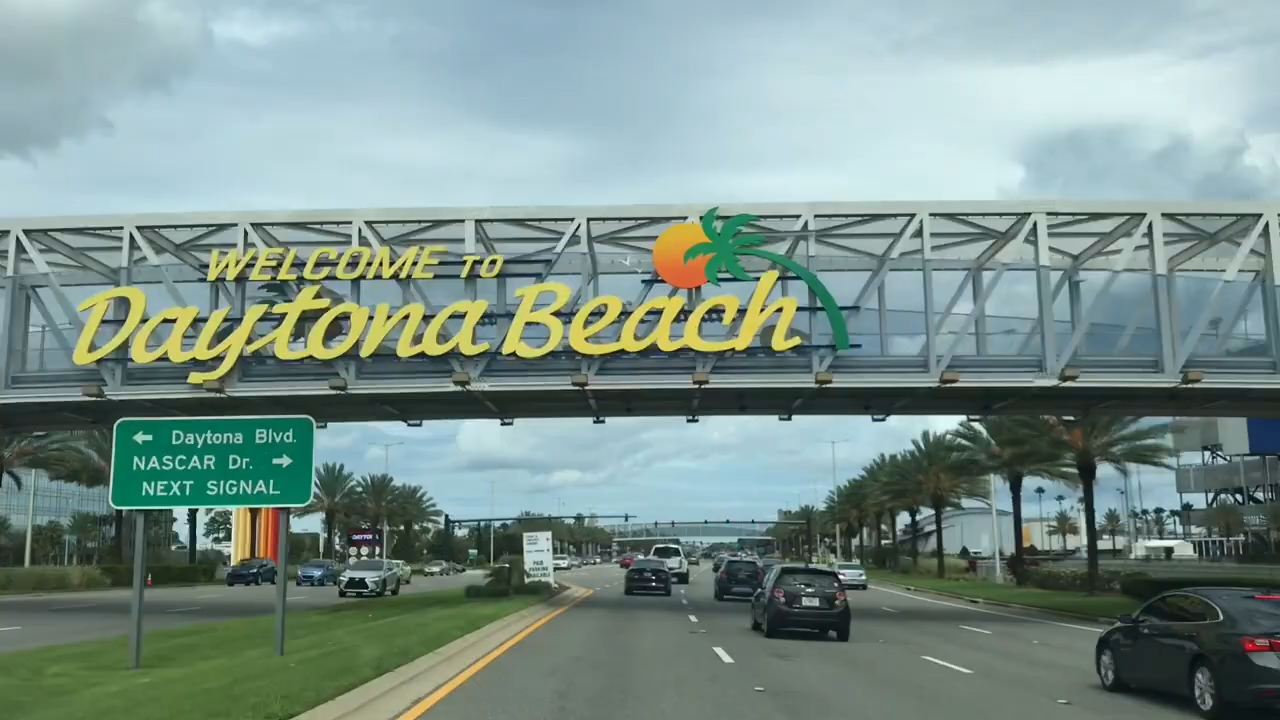 WELCOME TO
Daytona Beach
← Daytona Blvd.
NASCAR Dr. →
NEXT SIGNAL